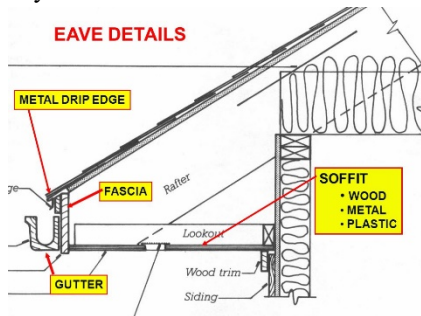 EAVE DETAILS
METAL DRIP EDGE
FASCIA
Rafter
SOFFIT
• WOOD
• METAL
• PLASTIC
Lookout
GUTTER
Wood trim
Siding